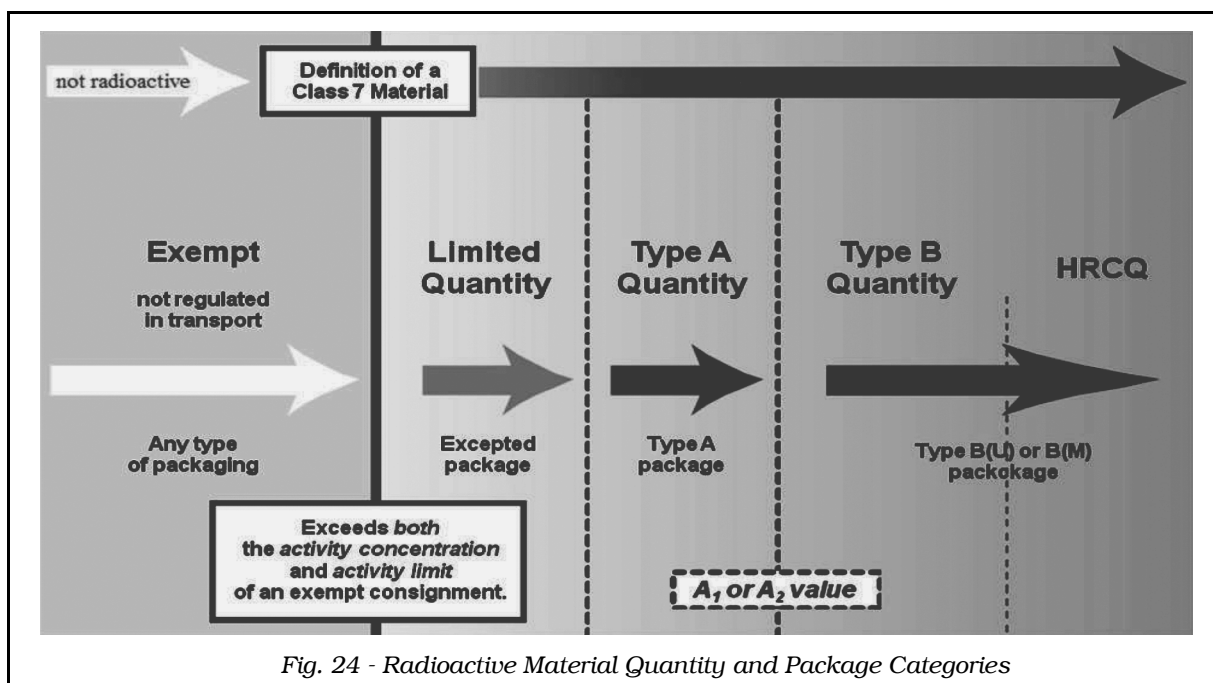 not radioactive
Definition of a
Class 7 Material
Exempt
not regulated
in transport
Any type
of packaging
Limited
Quantity
Excepted
package
Type A
Quantity
Type A
package
Type B
Quantity
HRCQ
Type B(U) or B(M)
packokage
Exceeds both
the activity concentration
and activity limit
of an exempt consignment.
A₁ or A₂ value
Fig. 24 - Radioactive Material Quantity and Package Categories